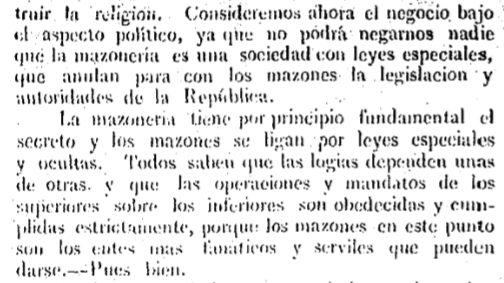 truir la religión. Consideremos ahora el negocio bajo
el aspecto político, ya que no podrá negarnos nadie
que la mazonería es una sociedad con leyes especiales,
que anulan para con los mazones la legislacion y
autoridades de la República.
La mazonería tiene por principio fundamental el
secreto y los mazones se ligan por leyes especiales
y ocultas. Todos saben que las logias dependen unas
de otras. y que las operaciones y mandatos de los
superiores sobre los inferiores son obedecidas y cum-
plidas estrictamente, porque los mazones en este punto
son los entes mas fanáticos y serviles que pueden
darse.--Pues bien.